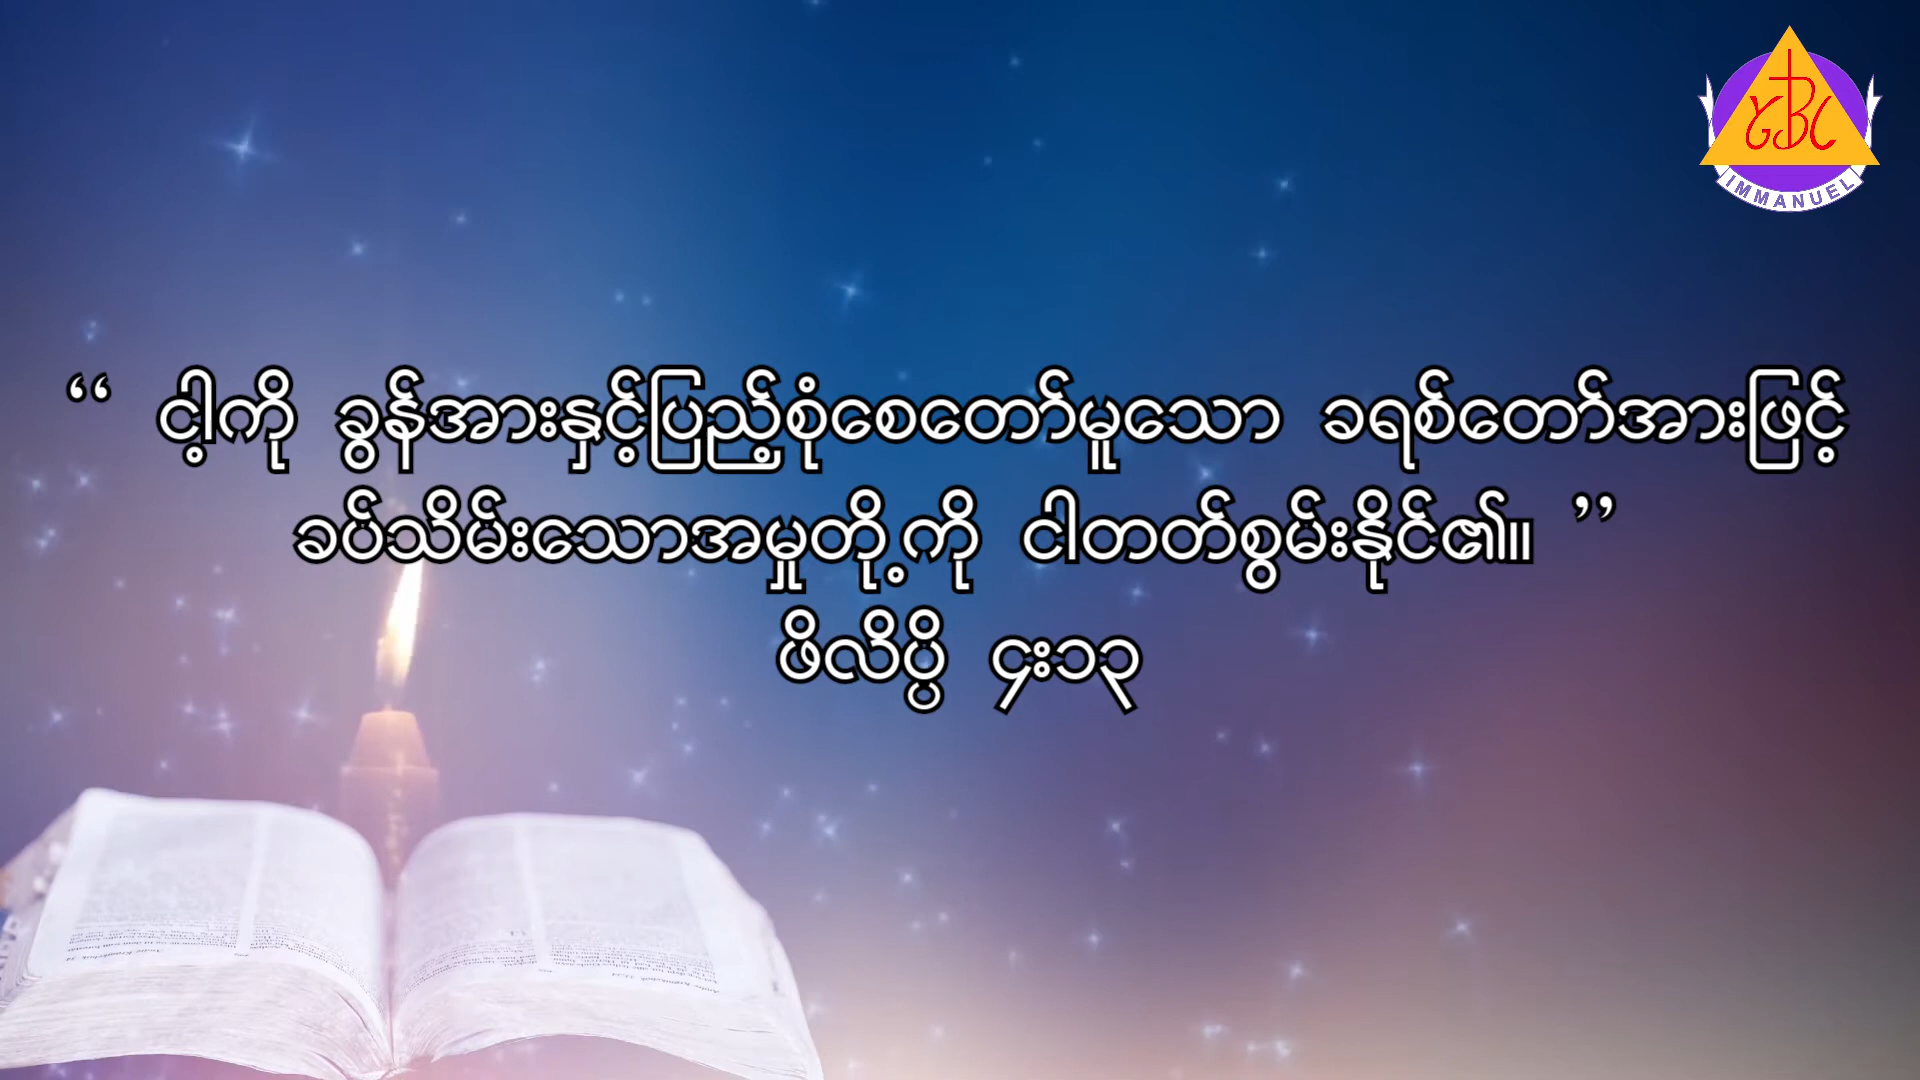 YBC
IMMANUEL
“ ငါ့ကို ခွန်အားနှင့်ပြည့်စုံစေတော်မူသော ခရစ်တော်အားဖြင့်
ခပ်သိမ်းသောအမှုတို့ကို ငါတတ်စွမ်းနိုင်၏။ ”
ဖိလိပ္ပိ ၄း၁၃